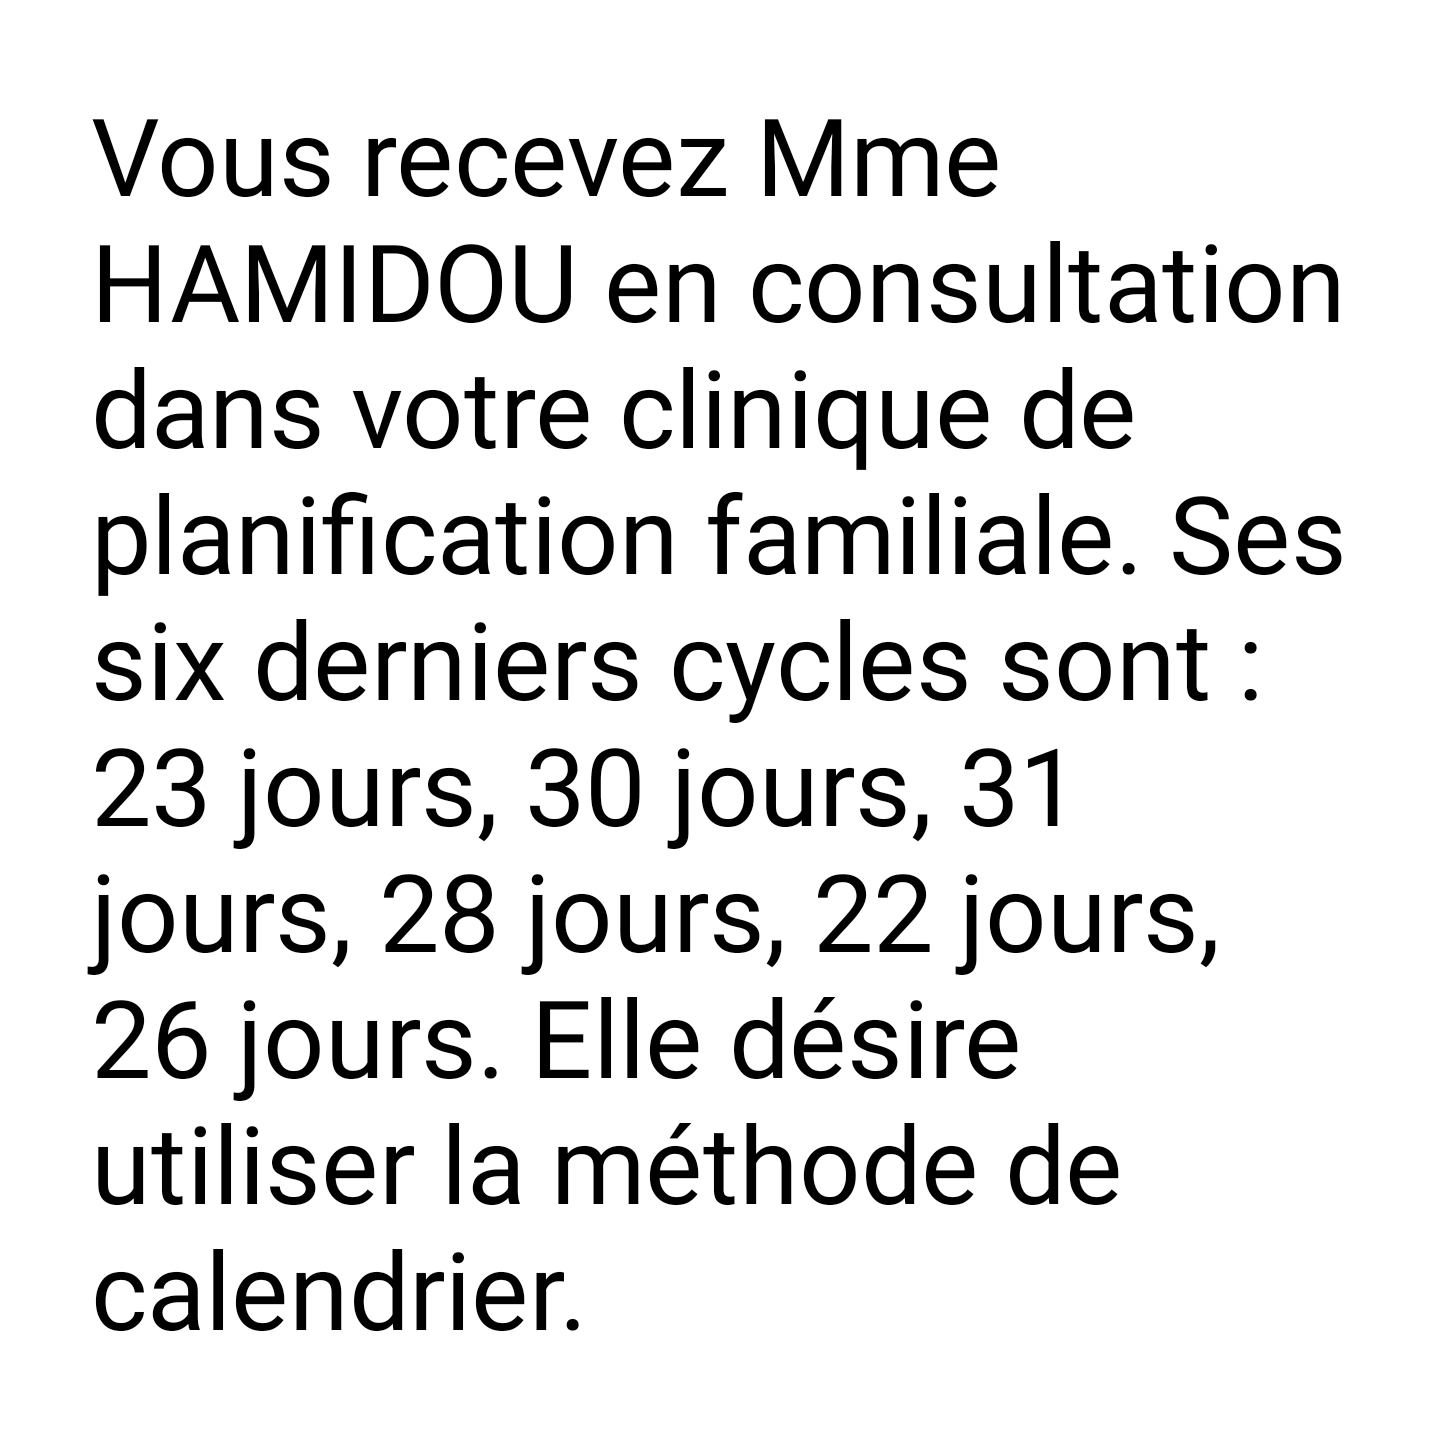 Vous recevez Mme
HAMIDOU en consultation
dans votre clinique de
planification familiale. Ses
six derniers cycles sont :
23 jours, 30 jours, 31
jours, 28 jours, 22 jours,
26 jours. Elle désire
utiliser la méthode de
calendrier.